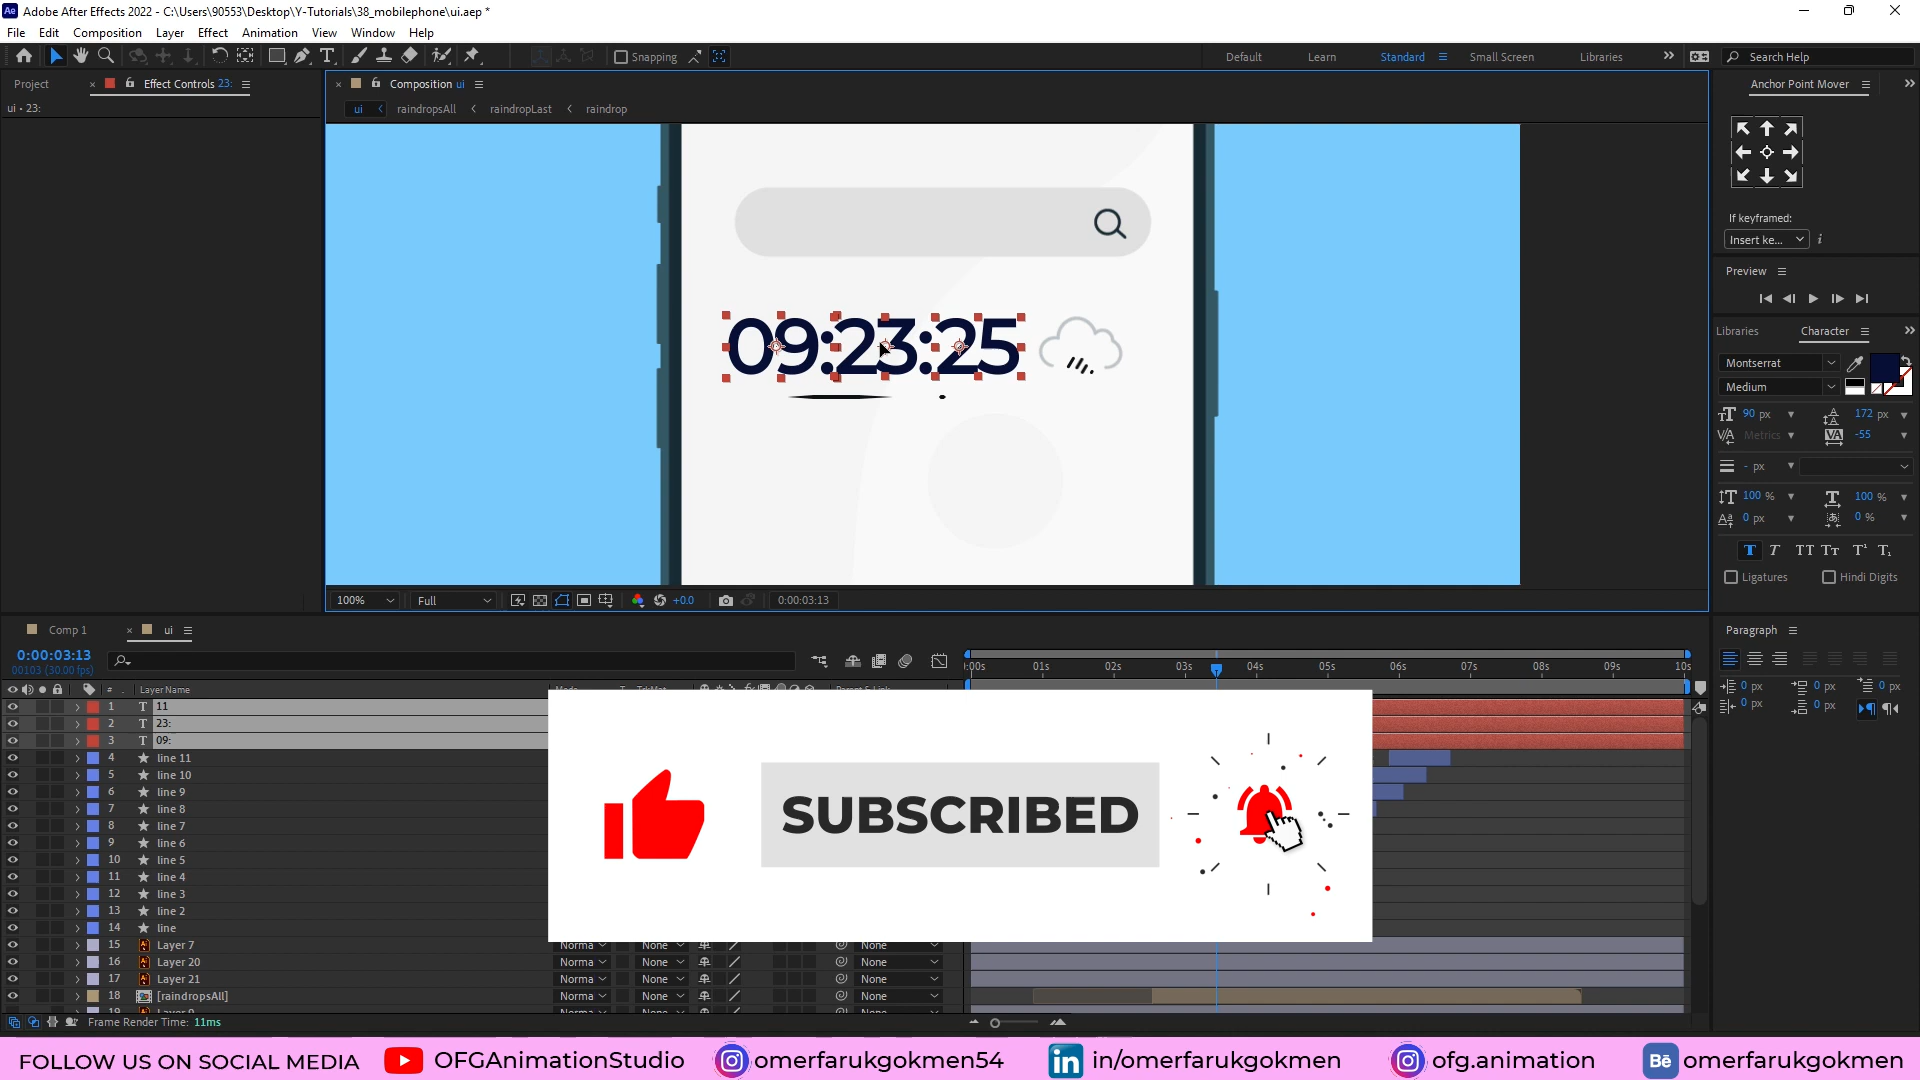 Adobe After Effects 2022 - C:\Users\90553\Desktop\Y-Tutorials\38_mobilephone\ui.aep *
File Edit Composition Layer Effect Animation View Window Help
Snapping
Default Learn Standard Small Screen Libraries Search Help
Project Effect Controls 23: Composition ui Anchor Point Mover
ui • 23:
ui raindropsAll raindropLast raindrop
If keyframed:
Insert ke...
Preview
09:23:25
Libraries Character
Montserrat
Medium
90 px 172 px
Metrics -55
- px
100 % 100 %
0 px 0 %
Ligatures Hindi Digits
100% Full +0.0 0:00:03:13
Comp 1 ui Paragraph
0:00:03:13
00103 (30.00 fps)
:00s 01s 02s 03s 04s 05s 06s 07s 08s 09s 10s
# Layer Name
0 px 0 px 0 px
0 px 0 px
1 T 11
2 T 23:
3 T 09:
4 line 11
5 line 10
6 line 9
7 line 8
8 line 7
9 line 6
10 line 5
11 line 4
12 line 3
13 line 2
14 line
SUBSCRIBED
15 Layer 7 Norma None None
16 Layer 20 Norma None None
17 Layer 21 Norma None None
18 [raindropsAll] Norma None None
Frame Render Time: 11ms
FOLLOW US ON SOCIAL MEDIA OFGAnimationStudio omerfarukgokmen54 in/omerfarukgokmen ofg.animation omerfarukgokmen